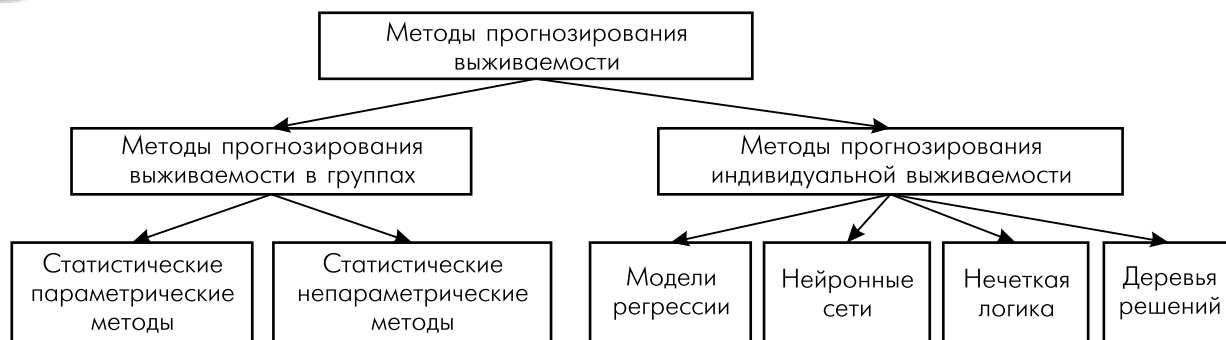 Методы прогнозирования
выживаемости
Методы прогнозирования
выживаемости в группах
Методы прогнозирования
индивидуальной выживаемости
Статистические
параметрические
методы
Статистические
непараметрические
методы
Модели
регрессии
Нейронные
сети
Нечеткая
логика
Деревья
решений